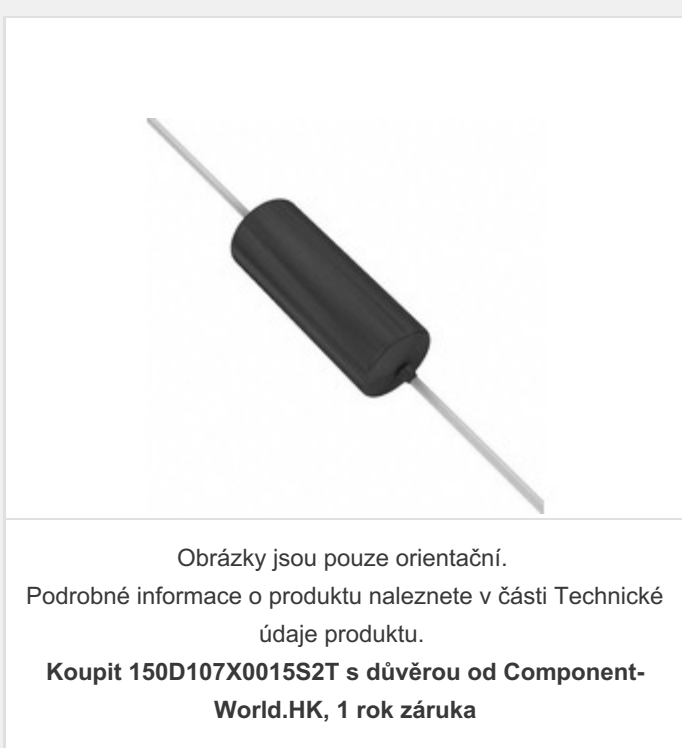 Obrázky jsou pouze orientační.
Podrobné informace o produktu naleznete v části Technické
údaje produktu.
Koupit 150D107X0015S2T s důvěrou od Component-
World.HK, 1 rok záruka